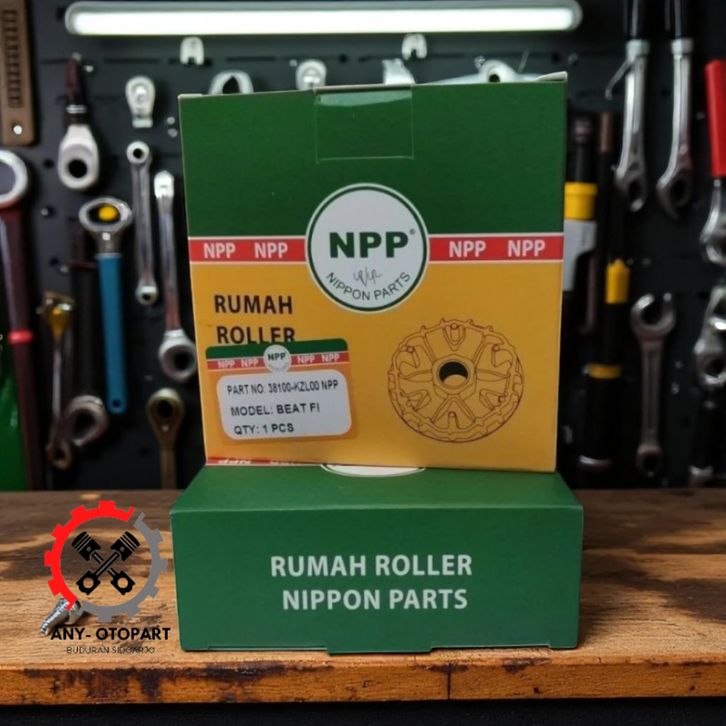 NPP NPP
NPP®
NIPPON PARTS
NPP NPP
RUMAH
ROLLER
NPP NPP NPP NPP NPP
PART NO: 38100-KZL00 NPP
MODEL: BEAT FI
QTY: 1 PCS
NPP
RUMAH ROLLER
NIPPON PARTS
ANY- OTOPART
BUDURAN SIDOARJO